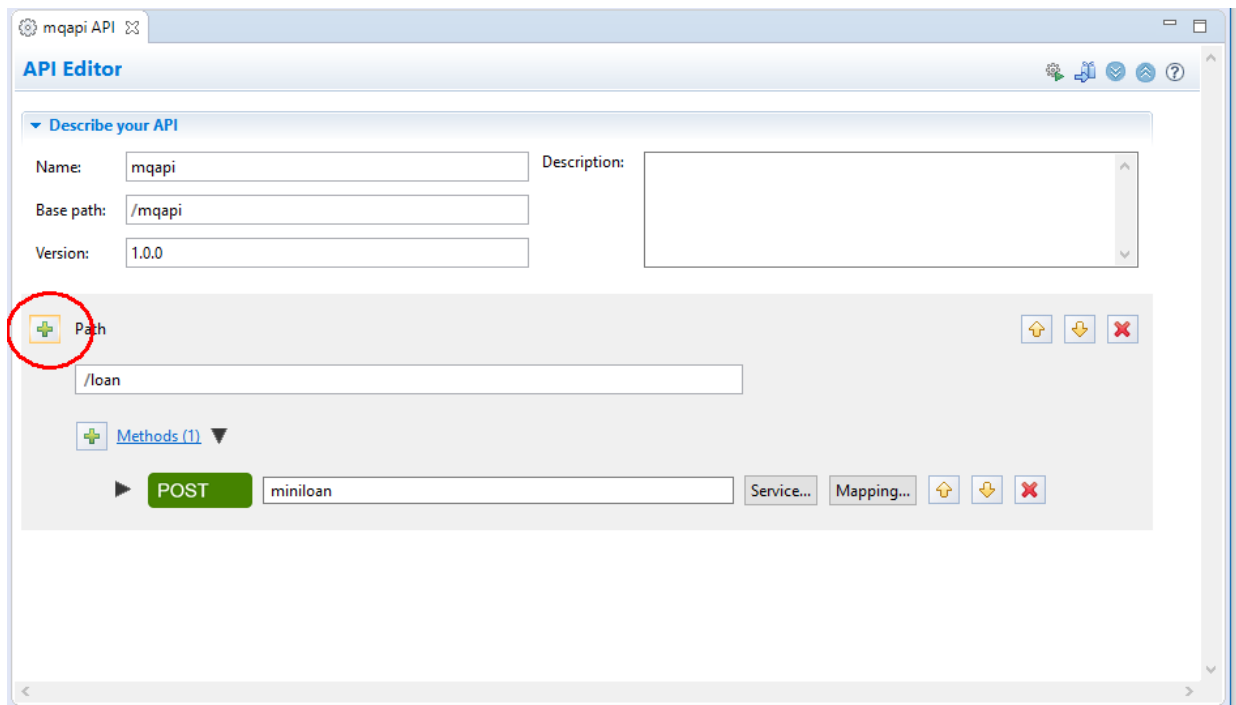 mqapi API
API Editor
Describe your API
Name: mqapi Description:
Base path: /mqapi
Version: 1.0.0
Path
/loan
Methods (1)
POST miniloan Service... Mapping...